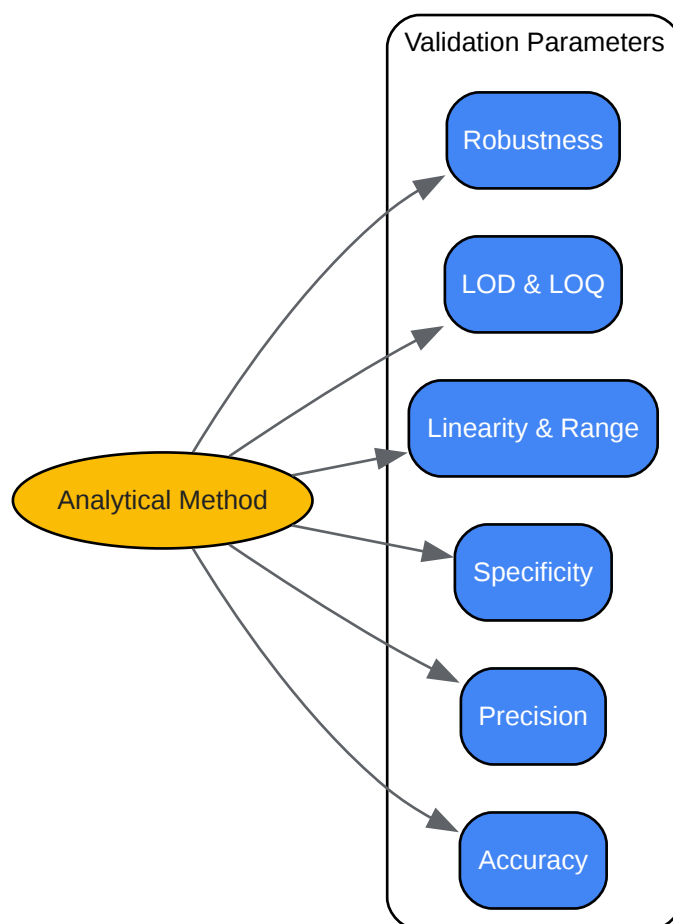 Validation Parameters
Robustness
LOD & LOQ
Linearity & Range
Analytical Method
Specificity
Precision
Accuracy